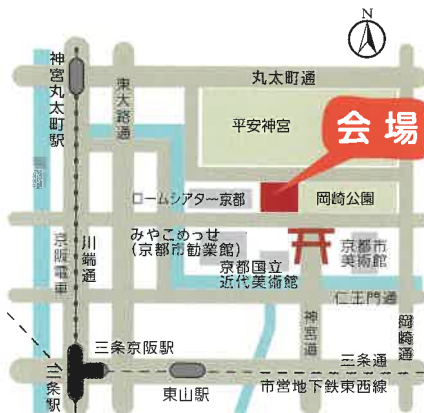 N
神宮丸太町駅
東大路通
丸太町通
平安神宮
会場
ロームシアター京都
岡崎公園
みやこめっせ
(京都市勧業館)
京都国立
近代美術館
京都市
美術館
京阪電車
川端通
仁王門通
神宮道
岡崎通
三条京阪駅
三条駅
東山駅
三条通
市営地下鉄東西線